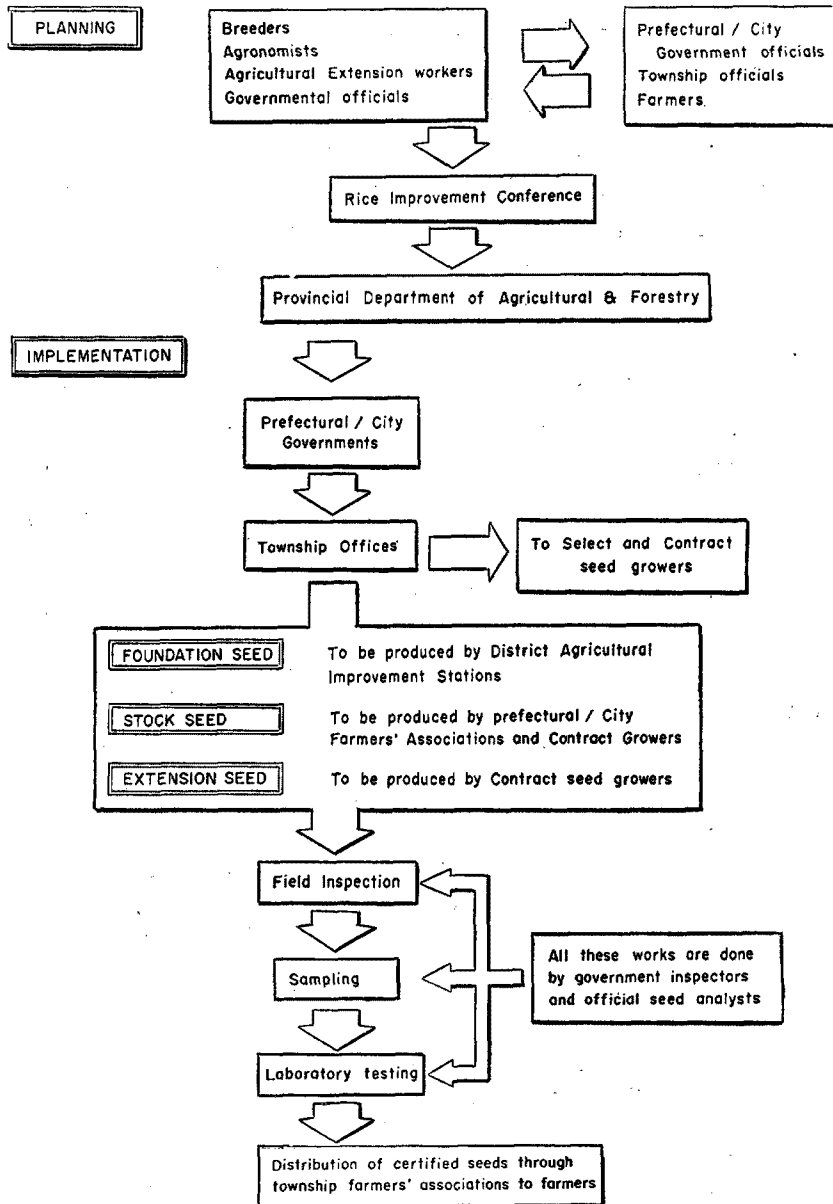 PLANNING
Breeders
Agronomists
Agricultural Extension workers
Governmental officials
Prefectural / City
Government officials
Township officials
Farmers.
Rice Improvement Conference
Provincial Department of Agricultural & Forestry
IMPLEMENTATION
Prefectural / City
Governments
Township Offices
To Select and Contract
seed growers
FOUNDATION SEED
To be produced by District Agricultural
Improvement Stations
STOCK SEED
To be produced by prefectural / City
Farmers' Associations and Contract Growers
EXTENSION SEED
To be produced by Contract seed growers
Field Inspection
Sampling
All these works are done
by government inspectors
and official seed analysts
Laboratory testing
Distribution of certified seeds through
township farmers' associations to farmers